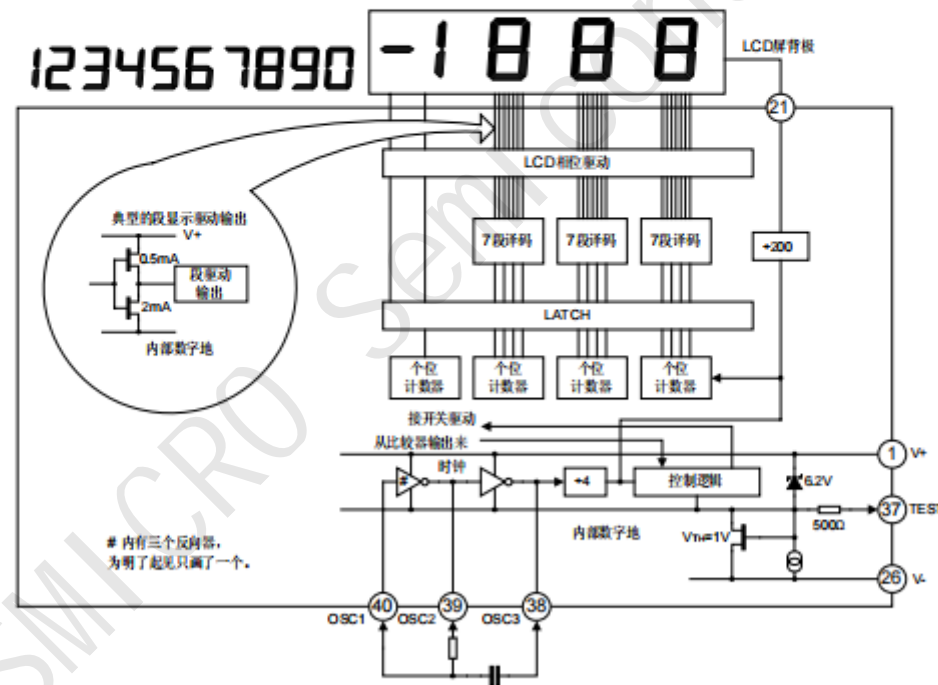 1234567890
-1888
LCD屏背极
21
LCD相位驱动
典型的段显示驱动输出
V+
0.5mA
段驱动
输出
2mA
内部数字地
7段译码
7段译码
7段译码
÷200
LATCH
个位
计数器
个位
计数器
个位
计数器
个位
计数器
接开关驱动
从比较器输出来
时钟
#
÷4
控制逻辑
6.2V
1
V+
37
TEST
500Ω
内部数字地
VTH=1V
26
V-
# 内有三个反向器，
为明了起见只画了一个。
OSC1
40
OSC2
39
OSC3
38
SMICRO Semicon